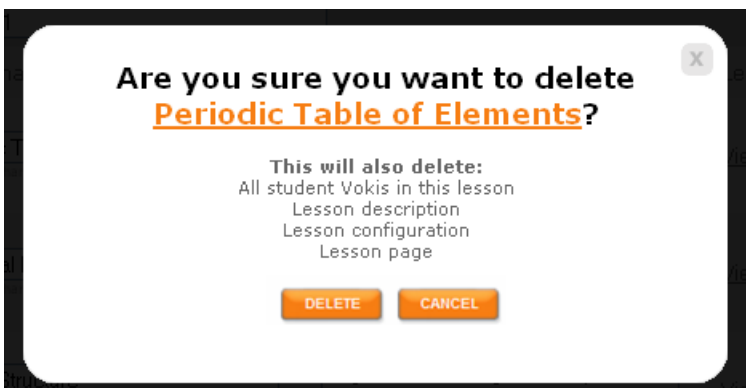 X
Are you sure you want to delete
Periodic Table of Elements?
This will also delete:
All student Vokis in this lesson
Lesson description
Lesson configuration
Lesson page
DELETE CANCEL